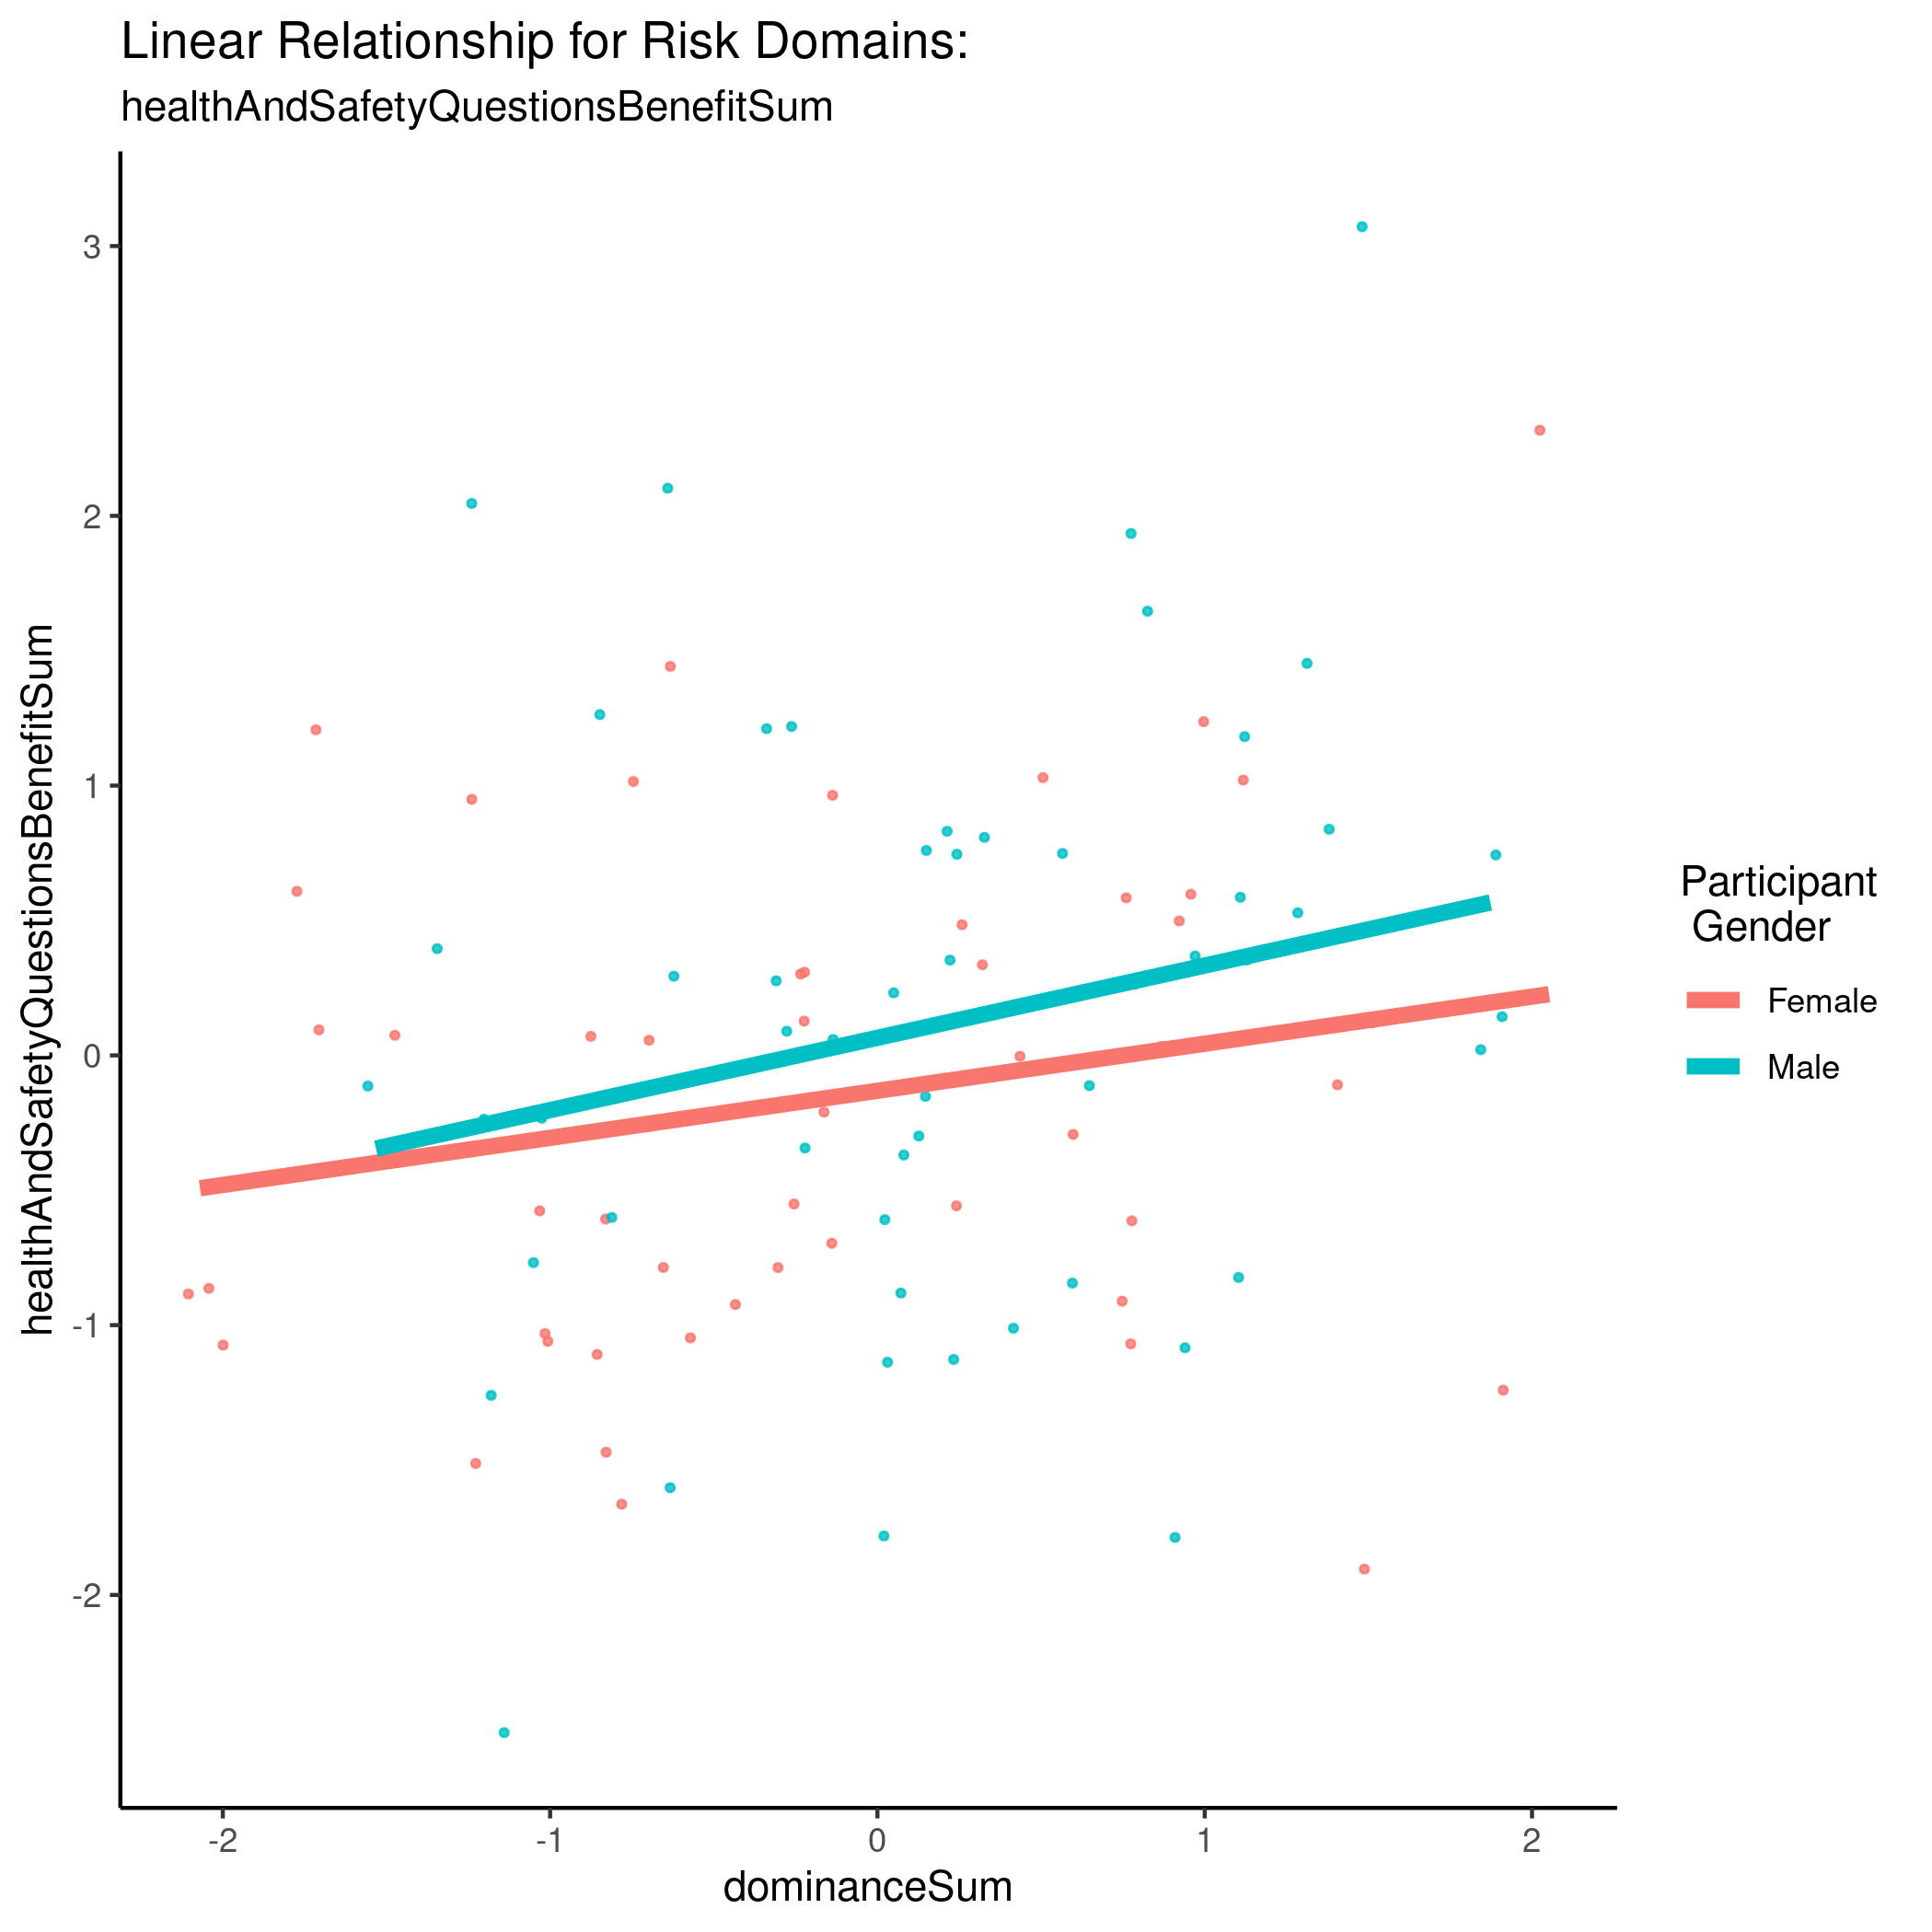 Linear Relationship for Risk Domains:
healthAndSafetyQuestionsBenefitSum
healthAndSafetyQuestionsBenefitSum
3
2
1
0
-1
-2
-2
-1
0
1
2
dominanceSum
Participant
Gender
Female
Male